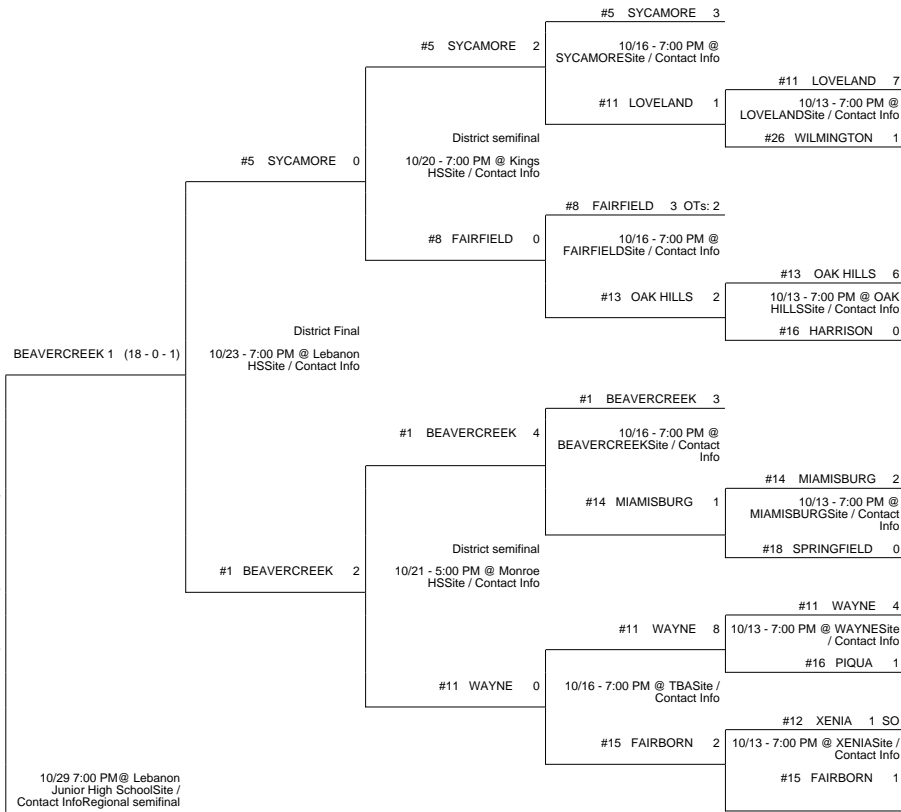 #5 SYCAMORE 3
#5 SYCAMORE 2
10/16 - 7:00 PM @
SYCAMORESite / Contact Info
#11 LOVELAND 7
#11 LOVELAND 1
10/13 - 7:00 PM @
LOVELANDSite / Contact Info
#26 WILMINGTON 1
District semifinal
#5 SYCAMORE 0
10/20 - 7:00 PM @ Kings
HSSite / Contact Info
#8 FAIRFIELD 3 OTs: 2
#8 FAIRFIELD 0
10/16 - 7:00 PM @
FAIRFIELDSite / Contact Info
#13 OAK HILLS 6
#13 OAK HILLS 2
10/13 - 7:00 PM @ OAK
HILLSSite / Contact Info
#16 HARRISON 0
District Final
BEAVERCREEK 1 (18 - 0 - 1)
10/23 - 7:00 PM @ Lebanon
HSSite / Contact Info
#1 BEAVERCREEK 3
#1 BEAVERCREEK 4
10/16 - 7:00 PM @
BEAVERCREEKSite / Contact
Info
#14 MIAMISBURG 2
#14 MIAMISBURG 1
10/13 - 7:00 PM @
MIAMISBURGSite / Contact
Info
#18 SPRINGFIELD 0
District semifinal
#1 BEAVERCREEK 2
10/21 - 5:00 PM @ Monroe
HSSite / Contact Info
#11 WAYNE 4
#11 WAYNE 8
10/13 - 7:00 PM @ WAYNESite
/ Contact Info
#16 PIQUA 1
#11 WAYNE 0
10/16 - 7:00 PM @ TBASite /
Contact Info
#12 XENIA 1 SO
#15 FAIRBORN 2
10/13 - 7:00 PM @ XENIASite /
Contact Info
#15 FAIRBORN 1
10/29 7:00 PM@ Lebanon
Junior High SchoolSite /
Contact InfoRegional semifinal